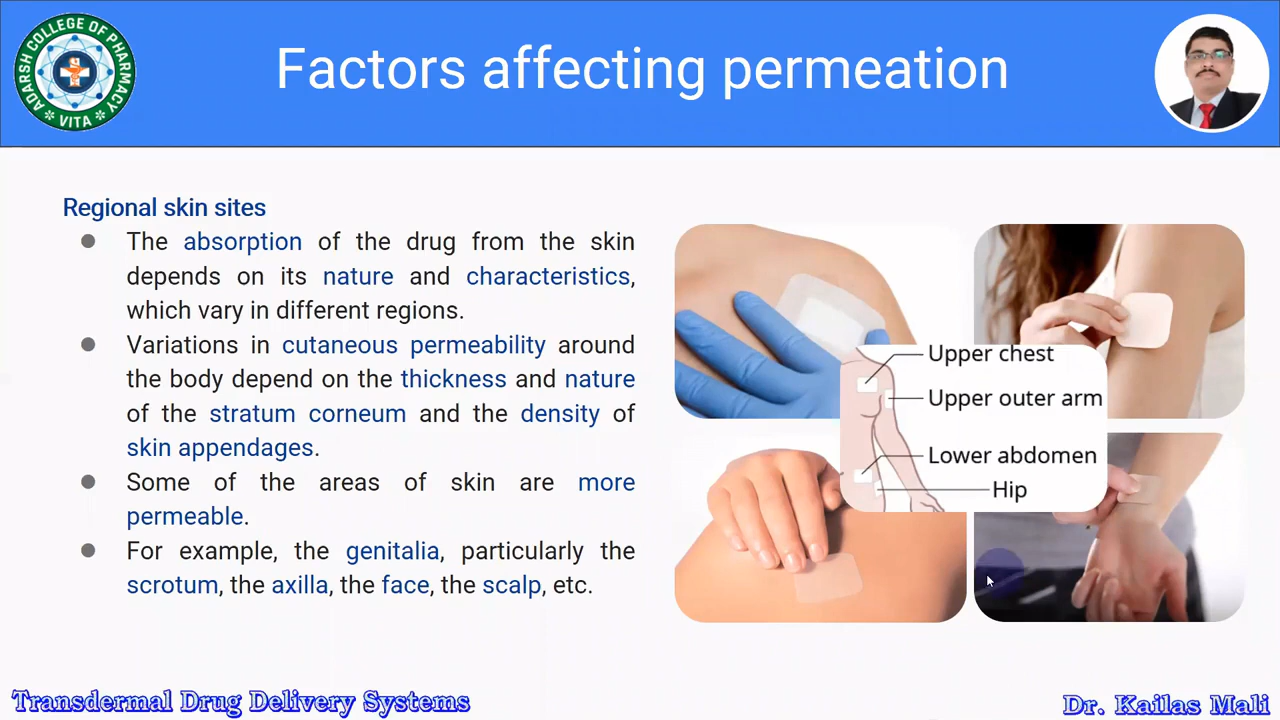 Factors affecting permeation
ADARSH COLLEGE OF PHARMACY
VITA
Regional skin sites
The absorption of the drug from the skin
depends on its nature and characteristics,
which vary in different regions.
Variations in cutaneous permeability around
the body depend on the thickness and nature
of the stratum corneum and the density of
skin appendages.
Some of the areas of skin are more
permeable.
For example, the genitalia, particularly the
scrotum, the axilla, the face, the scalp, etc.
Upper chest
Upper outer arm
Lower abdomen
Hip
Transdermal Drug Delivery Systems
Dr. Kailas Mali